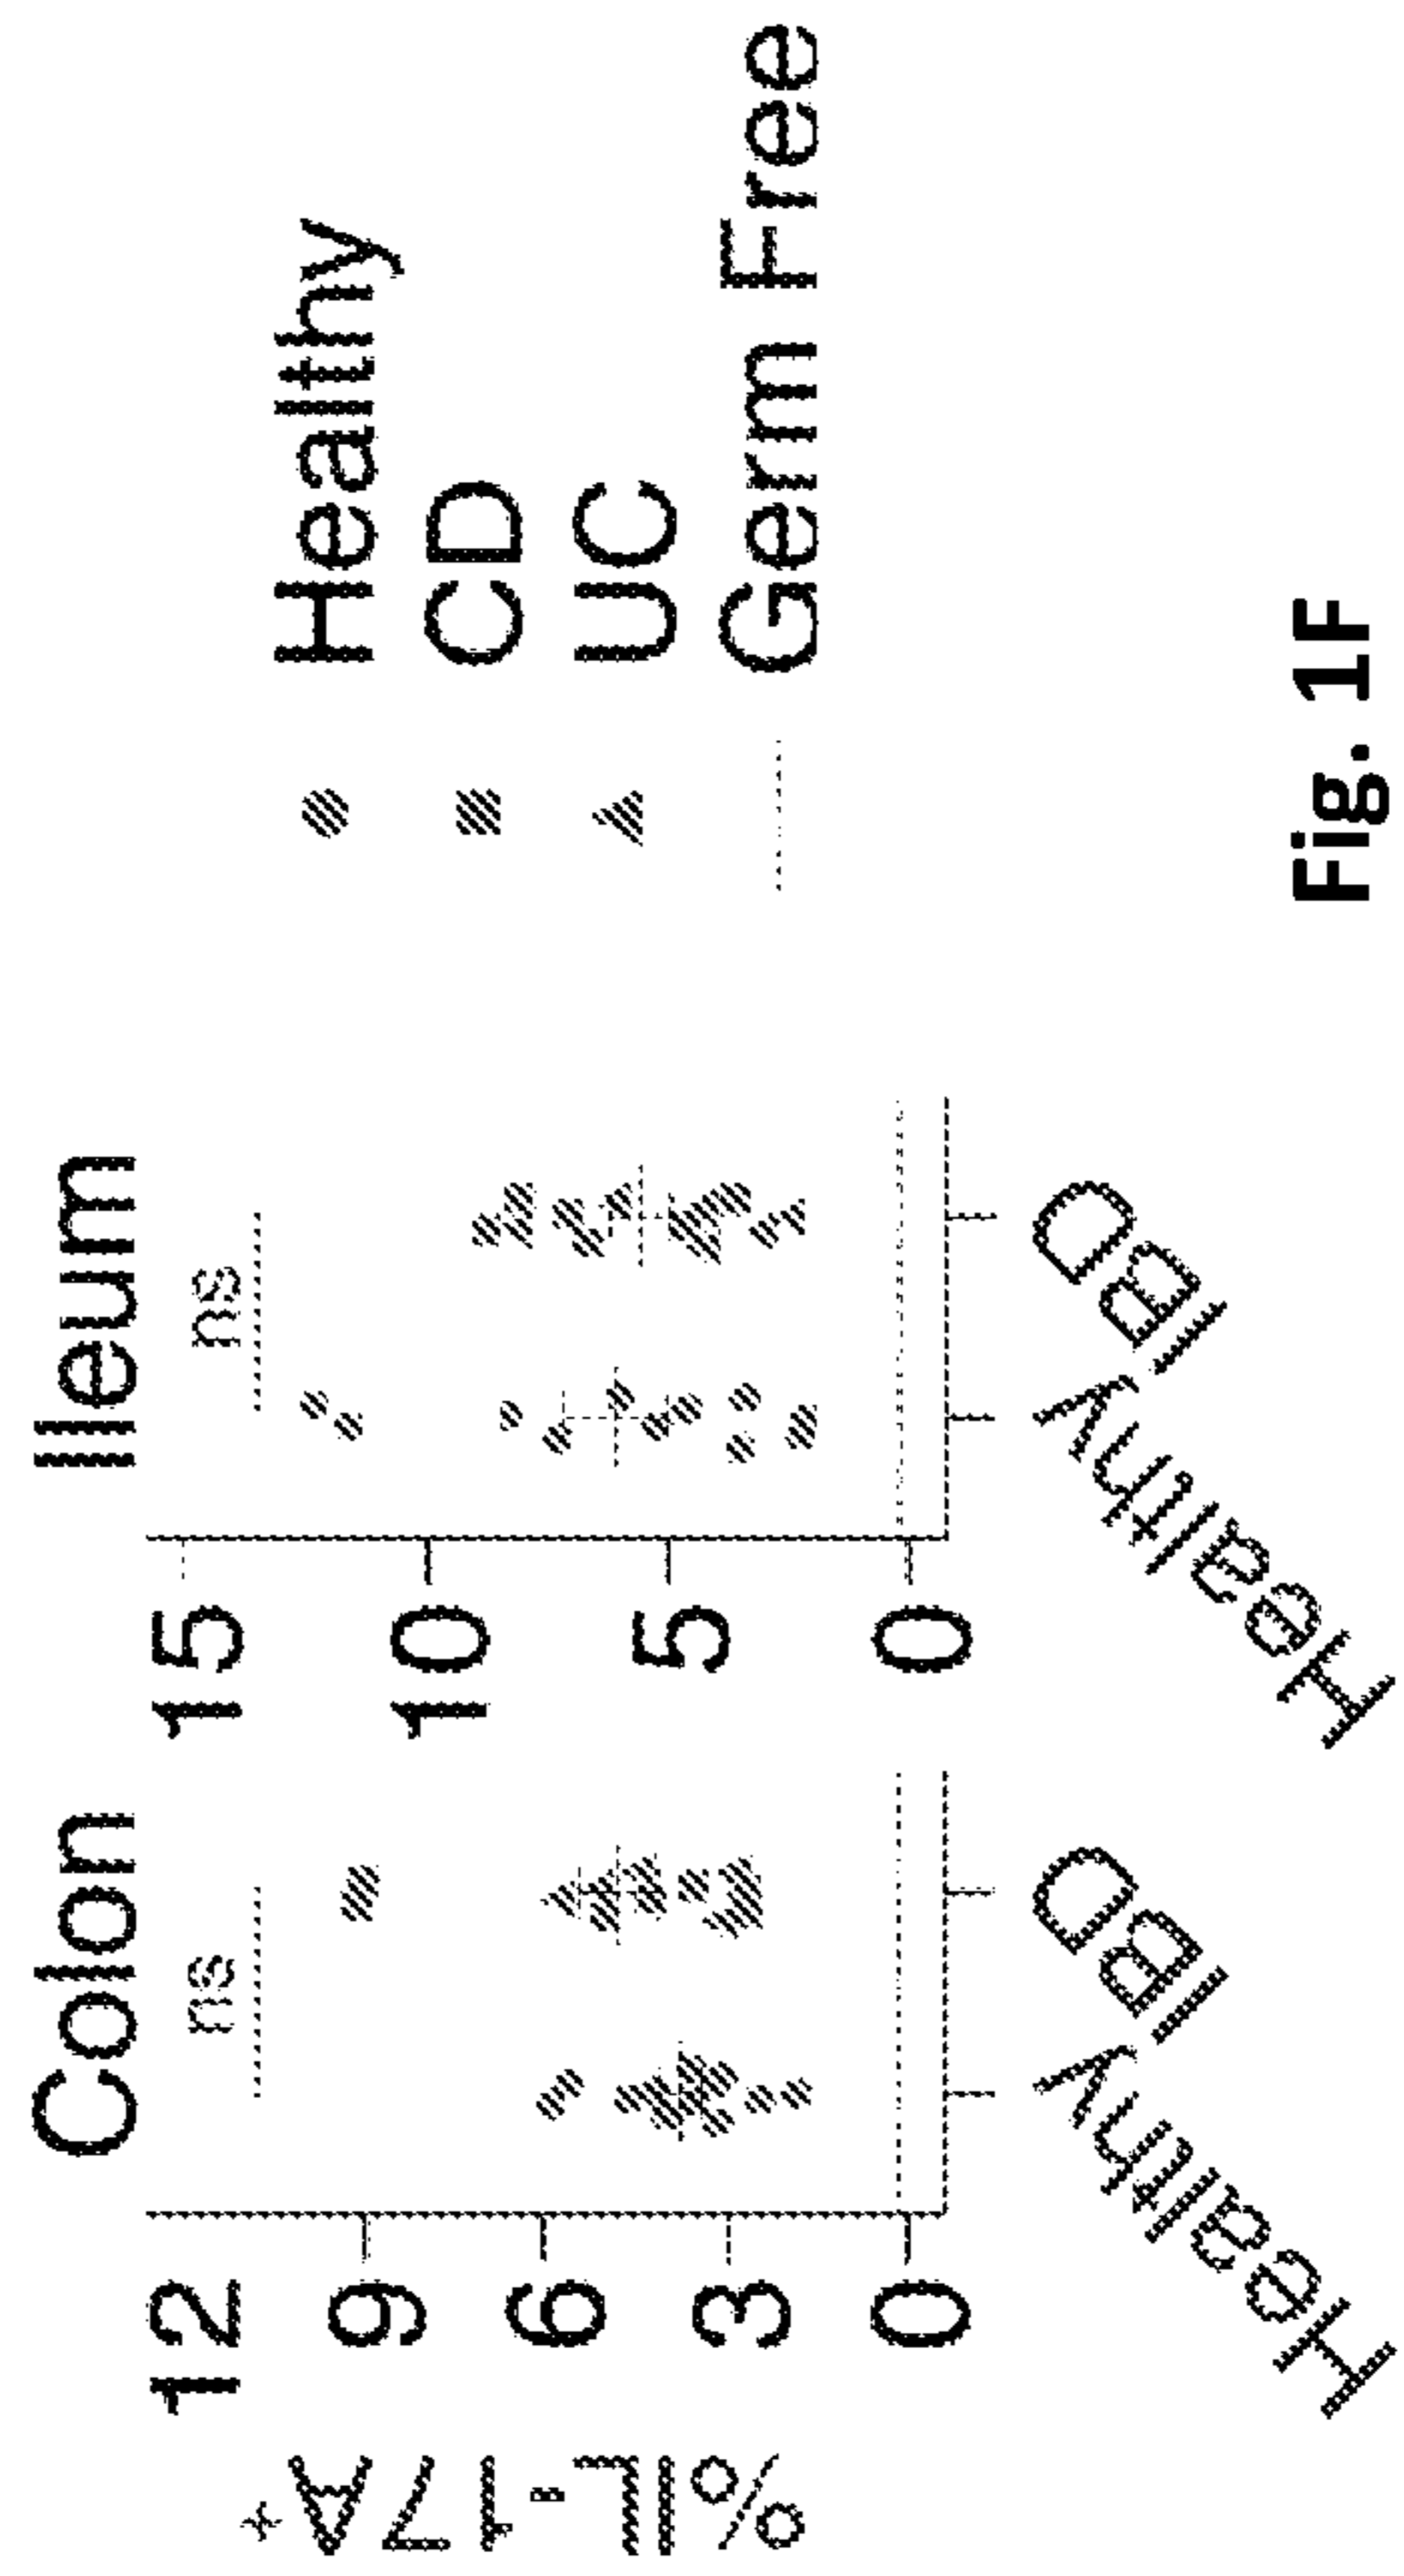 Colon
Ileum
ns
ns
%IL-17A+
12
9
6
3
0
15
10
5
0
Healthy
IBD
Healthy
IBD
Healthy
CD
UC
Germ Free
Fig. 1F